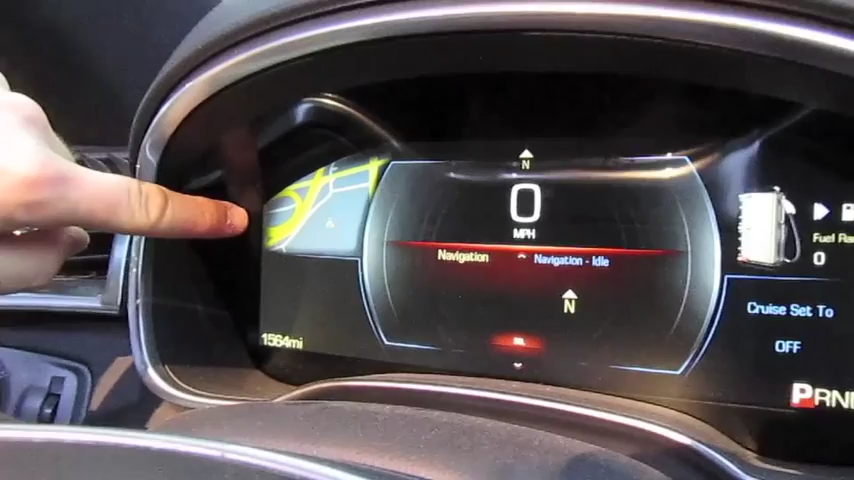 N
0
MPH
Navigation
Navigation - Idle
N
1564mi
Fuel Ra
0
Cruise Set To
OFF
PRN